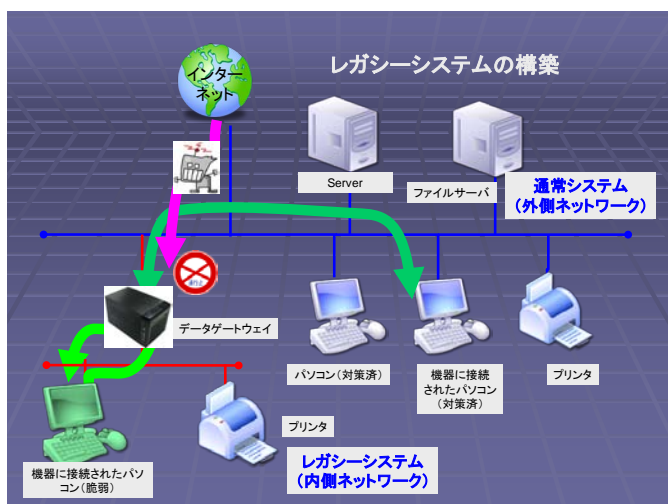 レガシーシステムの構築
インター
ネット
Server
ファイルサーバ
通常システム
（外側ネットワーク）
データゲートウェイ
パソコン（対策済）
機器に接続
されたパソコン
（対策済）
プリンタ
プリンタ
機器に接続されたパソ
コン（脆弱）
レガシーシステム
（内側ネットワーク）